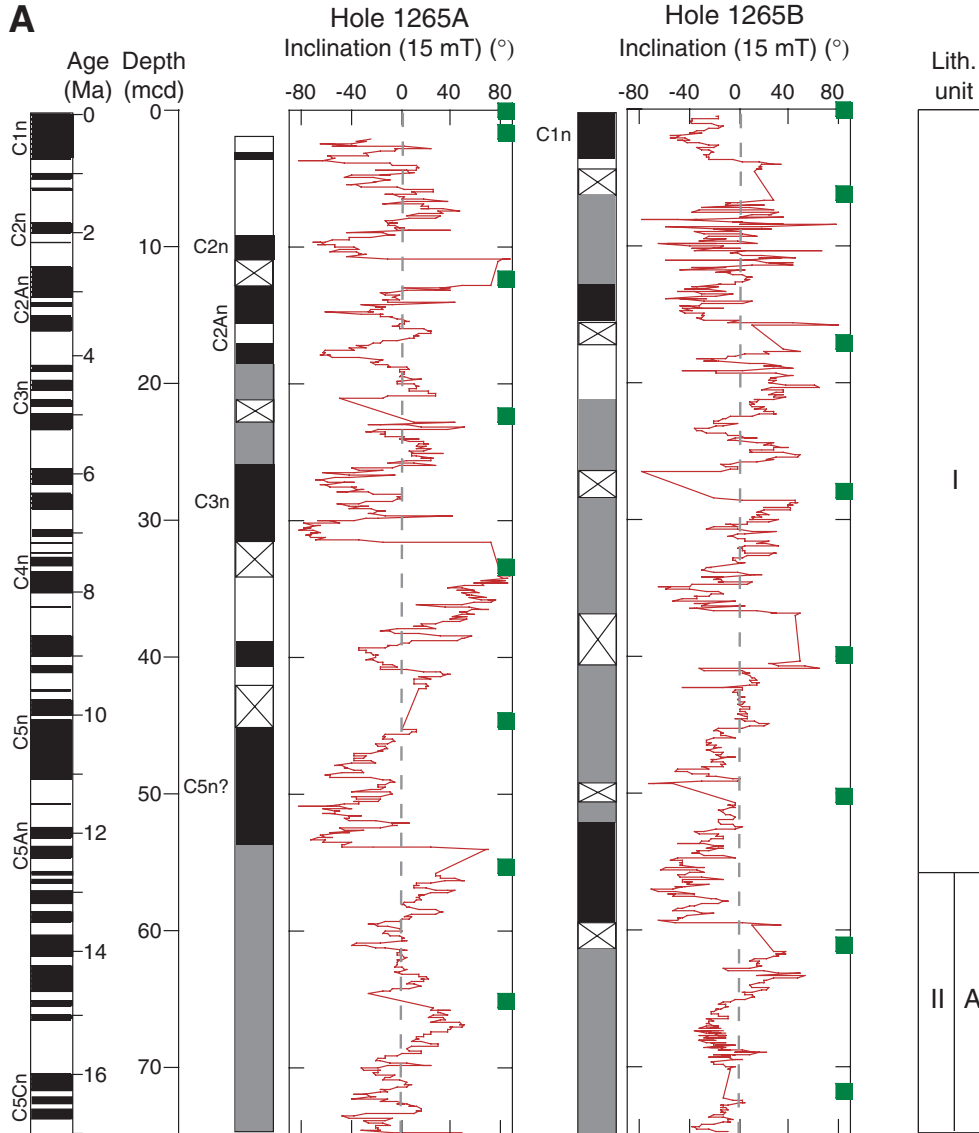 A
Hole 1265A
Hole 1265B
Age
(Ma)
Depth
(mcd)
Inclination (15 mT) (°)
Inclination (15 mT) (°)
Lith.
unit
-80 -40 0 40 80
-80 -40 0 40 80
0
2
4
6
8
10
12
14
16
0
10
20
30
40
50
60
70
C1n
C2n
C2An
C3n
C4n
C5n
C5An
C5Cn
C2n
C2An
C3n
C5n?
C1n
I
II A